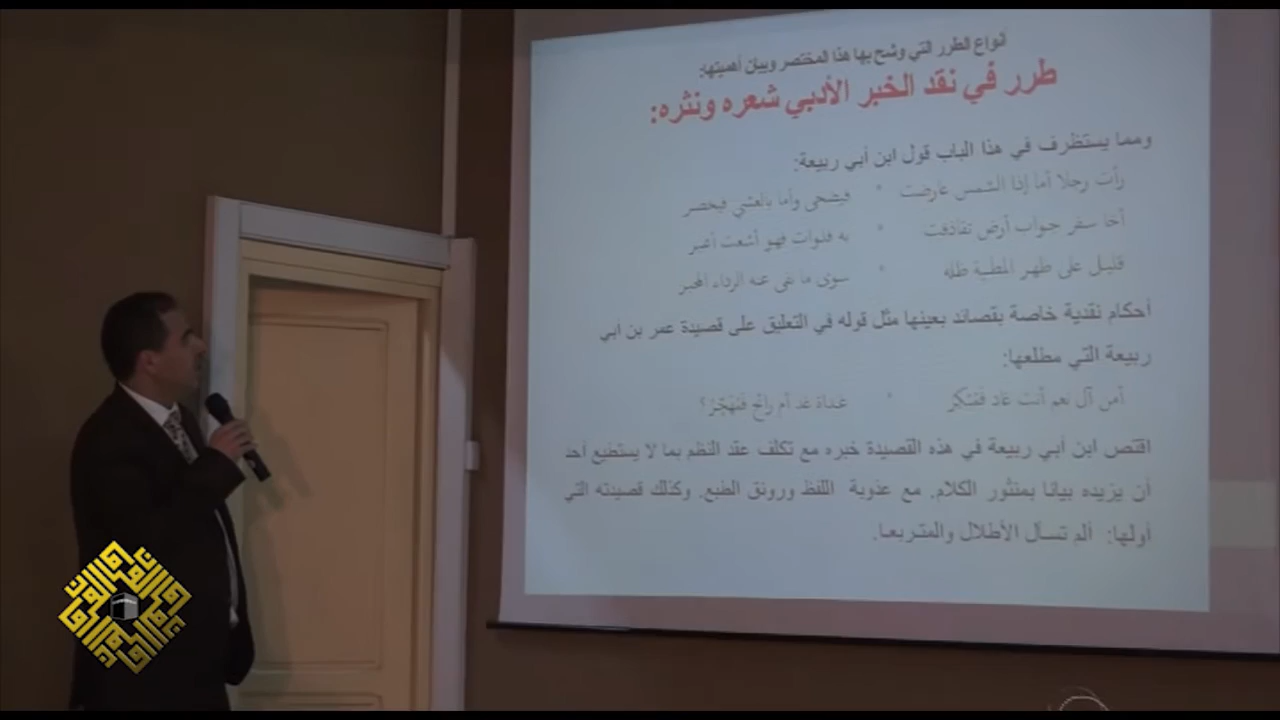 أنواع الطرر التي وشح بها هذا المختصر وبيان أهميتها:
طرر في نقد الخبر الأدبي شعره ونثره:
ومما يستظرف في هذا الباب قول ابن أبي ربيعة:
رأت رجلا أما إذا الشمس عارضت * فيضحى وأما بالعشي فيخصر
أخا سفر جواب أرض تقاذفت * به فلوات فهو أشعث أغبر
قليل على ظهر المطية ظله * سوى ما نفى عنه الرداء المحبر
أحكام نقدية خاصة بقصائد بعينها مثل قوله في التعليق على قصيدة عمر بن ابي
ربيعة التي مطلعها:
أمن آل نعم أنت غاد فمبكر * غداة غد أم رائح فمهجر؟
اقتص ابن أبي ربيعة في هذه القصيدة خبره مع تكلف عقد النظم بما لا يستطيع أحد
أن يزيده بيانا بمنثور الكلام. مع عذوبة اللفظ ورونق الطبع. وكذلك قصيدته التي
أولها: ألم تسأل الأطلال والمتربعا.